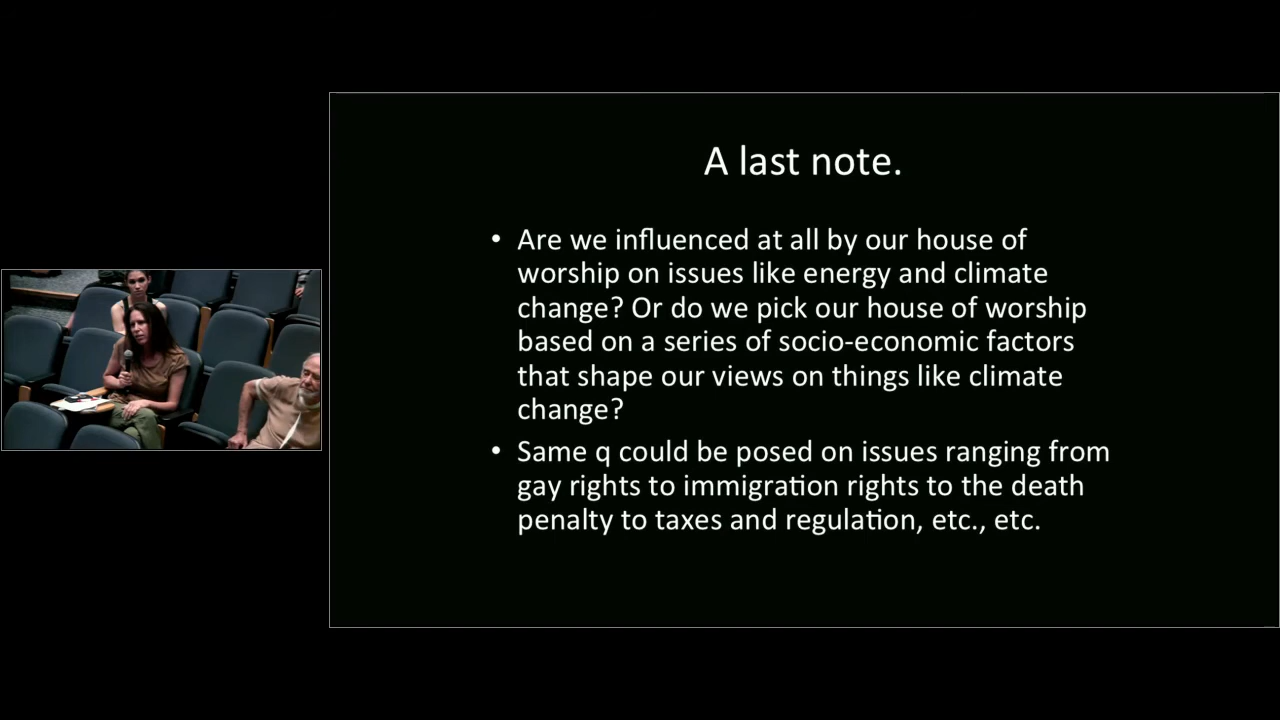 A last note.
• Are we influenced at all by our house of
worship on issues like energy and climate
change? Or do we pick our house of worship
based on a series of socio-economic factors
that shape our views on things like climate
change?
• Same q could be posed on issues ranging from
gay rights to immigration rights to the death
penalty to taxes and regulation, etc., etc.